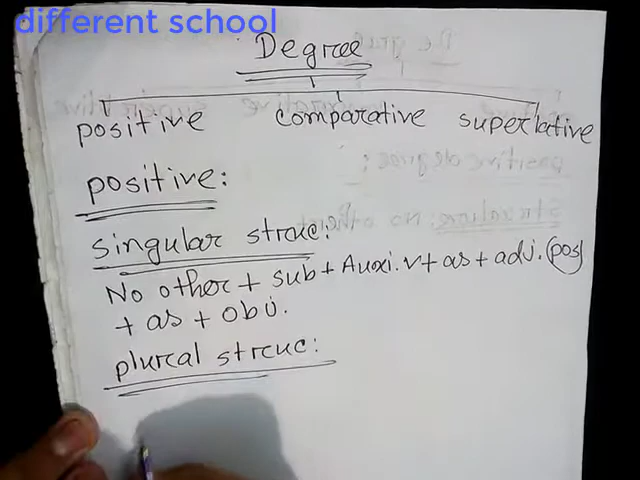 different school
Degree
positive comparative superlative
positive:
singular struc:
No other + sub + Auxi. v + as + adj. (pos)
+ as + obj.
plural struc: